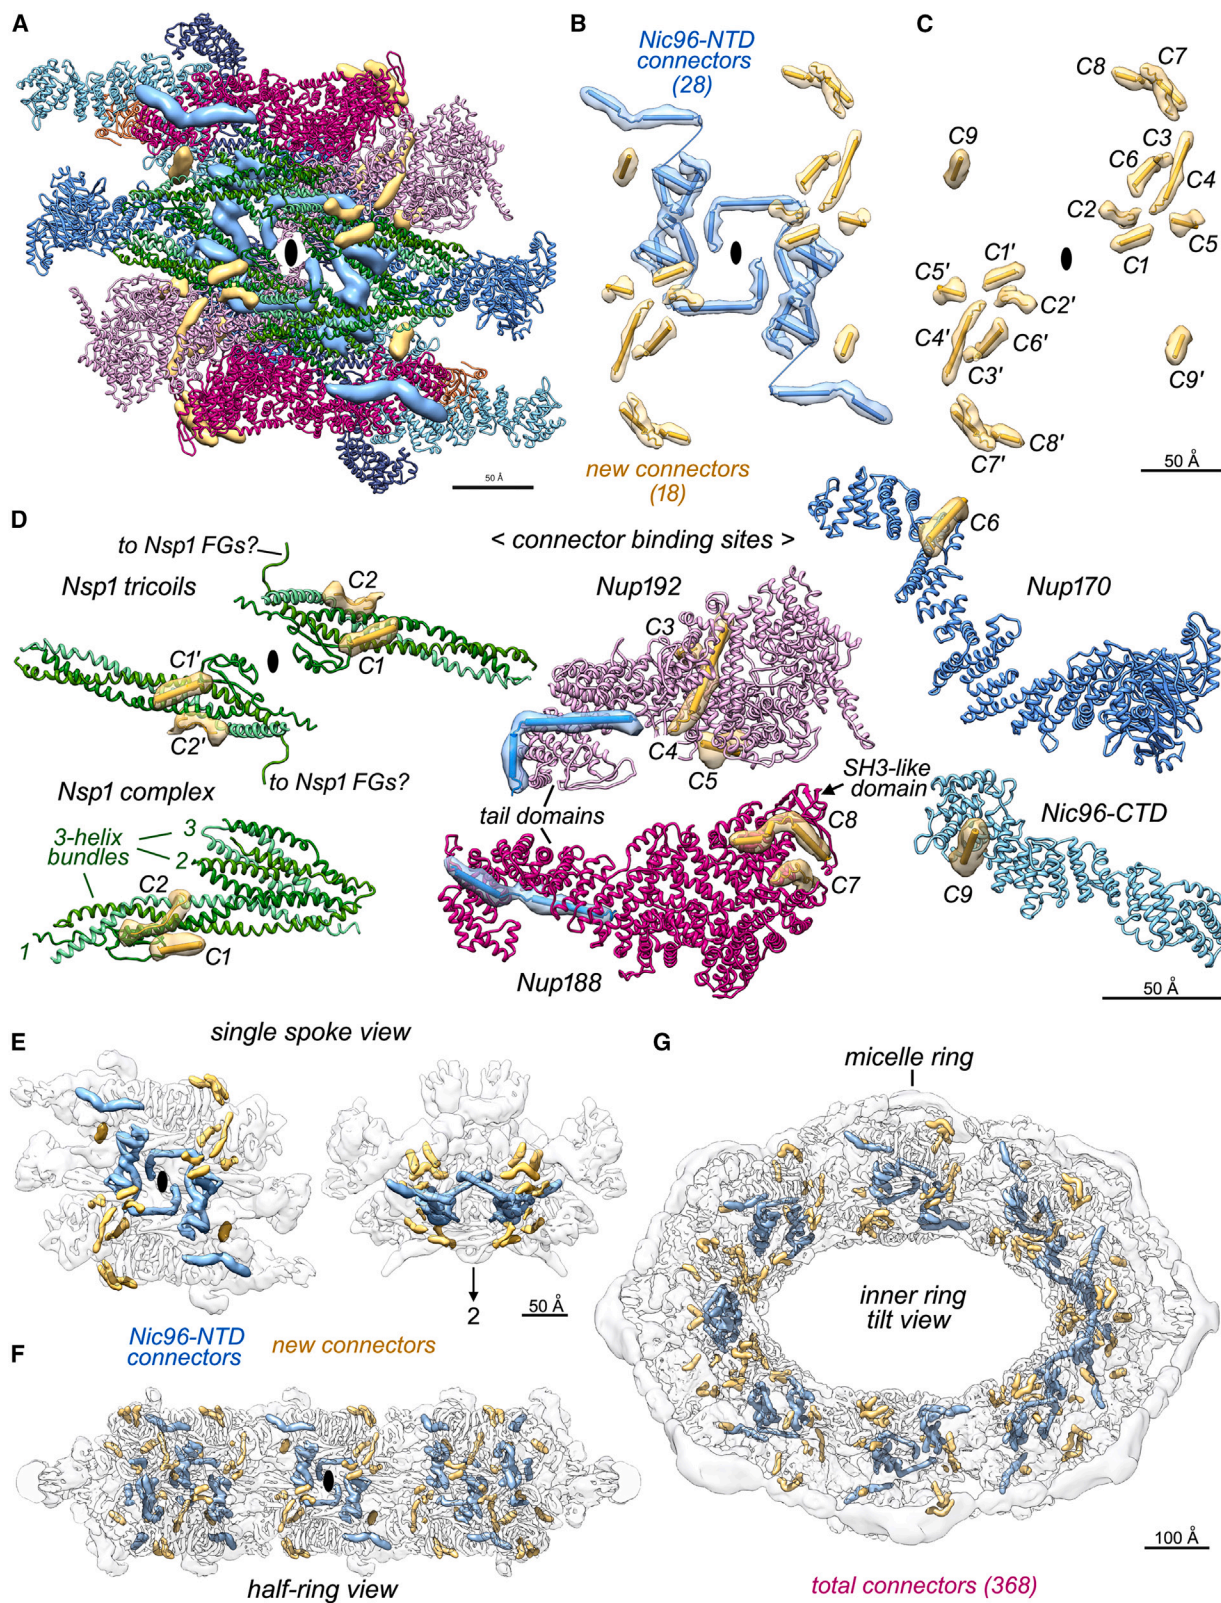 A
B
C
Nic96-NTD
connectors
(28)
C8
C7
C9
C3
C6
C4
C2
C5
C1
C1'
C5'
C2'
C4'
C6'
C3'
C9'
C8'
C7'
50 Å
50 Å
new connectors
(18)
D
to Nsp1 FGs?
< connector binding sites >
C6
Nsp1 tricoils
C2
Nup192
Nup170
C3
C1'
C1
C2'
C4
C5
to Nsp1 FGs?
SH3-like
domain
Nsp1 complex
tail domains
C8
Nic96-CTD
3-helix
bundles
3
2
C2
C7
C9
1
C1
Nup188
50 Å
E
single spoke view
G
micelle ring
2
50 Å
inner ring
tilt view
Nic96-NTD
connectors
new connectors
F
100 Å
half-ring view
total connectors (368)